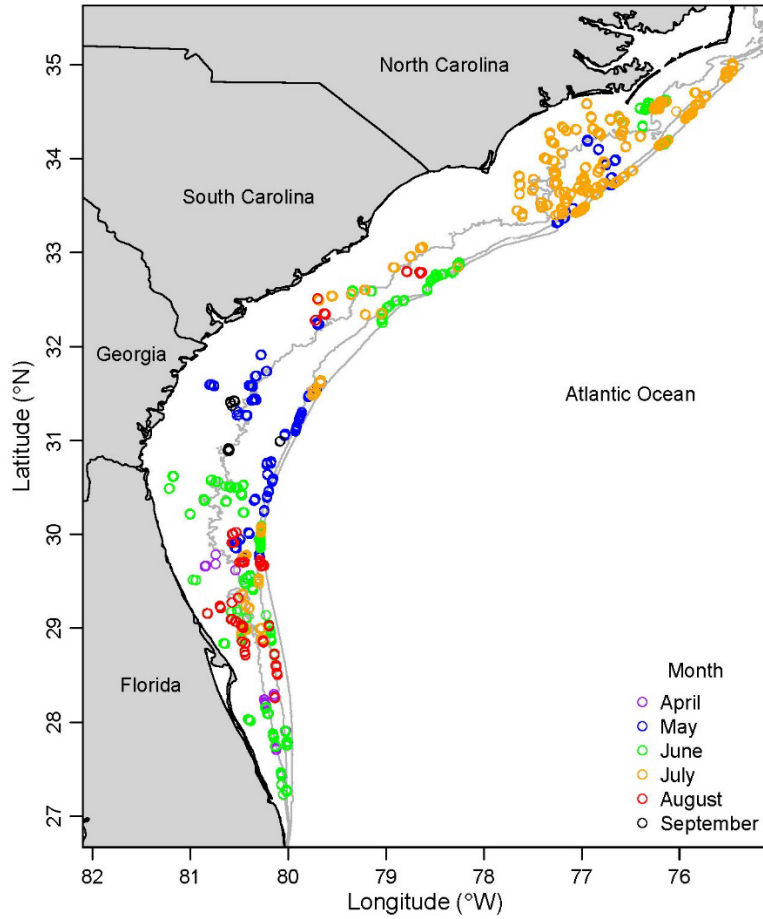 35
34
33
32
31
30
29
28
27
Latitude (°N)
North Carolina
South Carolina
Georgia
Atlantic Ocean
Florida
Month
April
May
June
July
August
September
82
81
80
79
78
77
76
Longitude (°W)